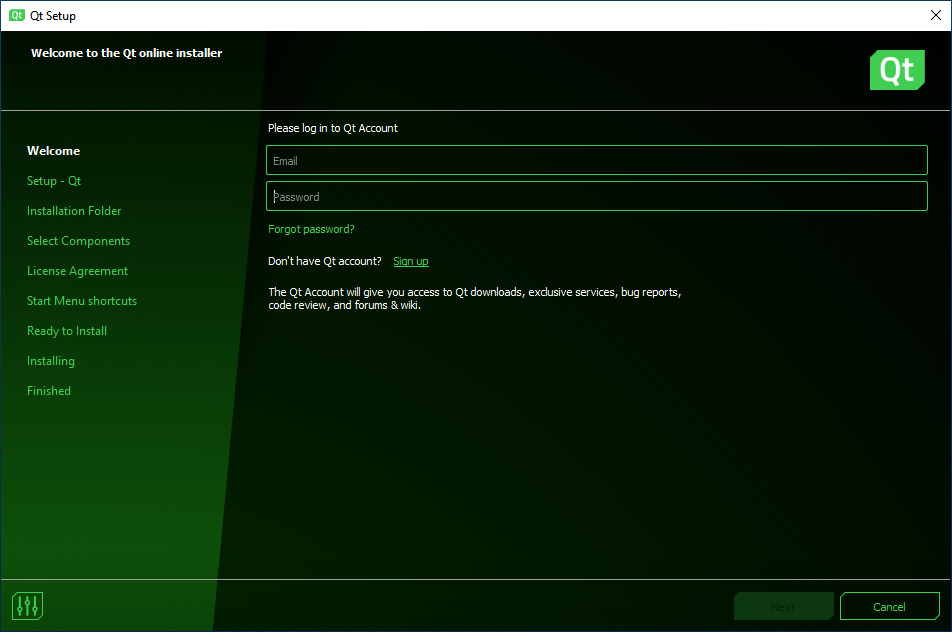 Qt Qt Setup
Welcome to the Qt online installer
Qt
Welcome
Setup - Qt
Installation Folder
Select Components
License Agreement
Start Menu shortcuts
Ready to Install
Installing
Finished
Please log in to Qt Account
Email
Password
Forgot password?
Don't have Qt account? Sign up
The Qt Account will give you access to Qt downloads, exclusive services, bug reports,
code review, and forums & wiki.
Next Cancel